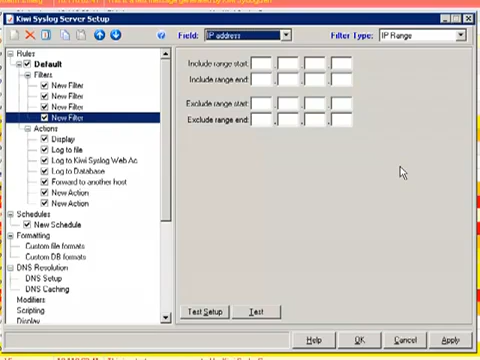 Kiwi Syslog Server Setup
Field: IP address
Filter Type: IP Range
Rules
Default
Filters
New Filter
New Filter
New Filter
New Filter
Actions
Display
Log to file
Log to Kiwi Syslog Web Ac
Log to Database
Forward to another host
New Action
New Action
Schedules
New Schedule
Formatting
Custom file formats
Custom DB formats
DNS Resolution
DNS Setup
DNS Caching
Modifiers
Scripting
Display
Include range start:
Include range end:
Exclude range start:
Exclude range end:
Test Setup
Test
Help
OK
Cancel
Apply